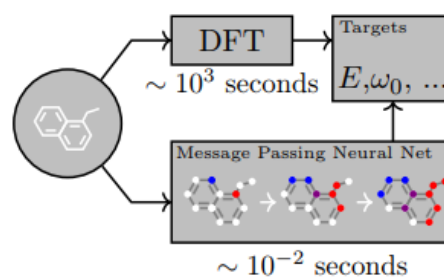 DFT
∼ 10³ seconds
Targets
E,ω₀, ...
Message Passing Neural Net
∼ 10⁻² seconds